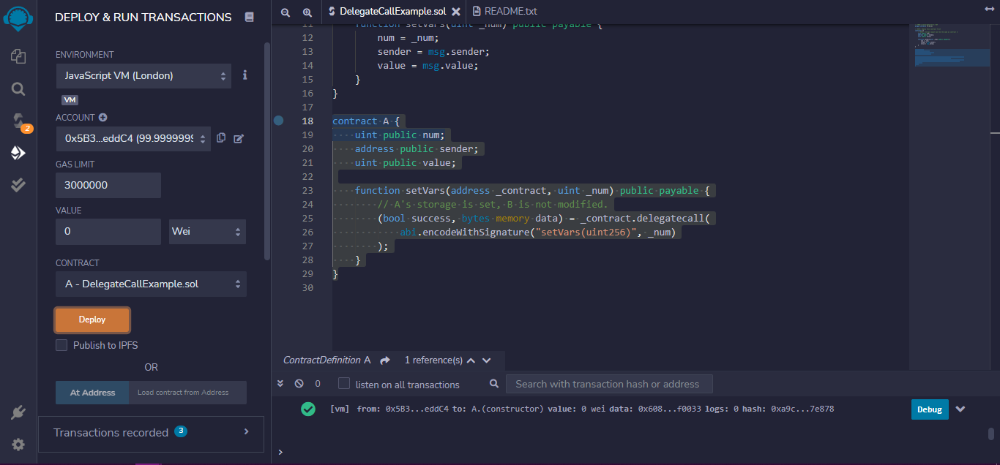 DEPLOY & RUN TRANSACTIONS
ENVIRONMENT
JavaScript VM (London)
VM
ACCOUNT
0x5B3...eddC4 (99.9999999
GAS LIMIT
3000000
VALUE
0
Wei
CONTRACT
A - DelegateCallExample.sol
Deploy
Publish to IPFS
OR
At Address
Load contract from Address
Transactions recorded 3
2
DelegateCallExample.sol
README.txt
11 function setVars(uint _num) public payable {
12 num = _num;
13 sender = msg.sender;
14 value = msg.value;
15 }
16 }
17
18 contract A {
19 uint public num;
20 address public sender;
21 uint public value;
22
23 function setVars(address _contract, uint _num) public payable {
24 // A's storage is set, B is not modified.
25 (bool success, bytes memory data) = _contract.delegatecall(
26 abi.encodeWithSignature("setVars(uint256)", _num)
27 );
28 }
29 }
30
ContractDefinition A 1 reference(s)
0 listen on all transactions Search with transaction hash or address
[vm] from: 0x5B3...eddC4 to: A.(constructor) value: 0 wei data: 0x608...f0033 logs: 0 hash: 0xa9c...7e878
Debug
>